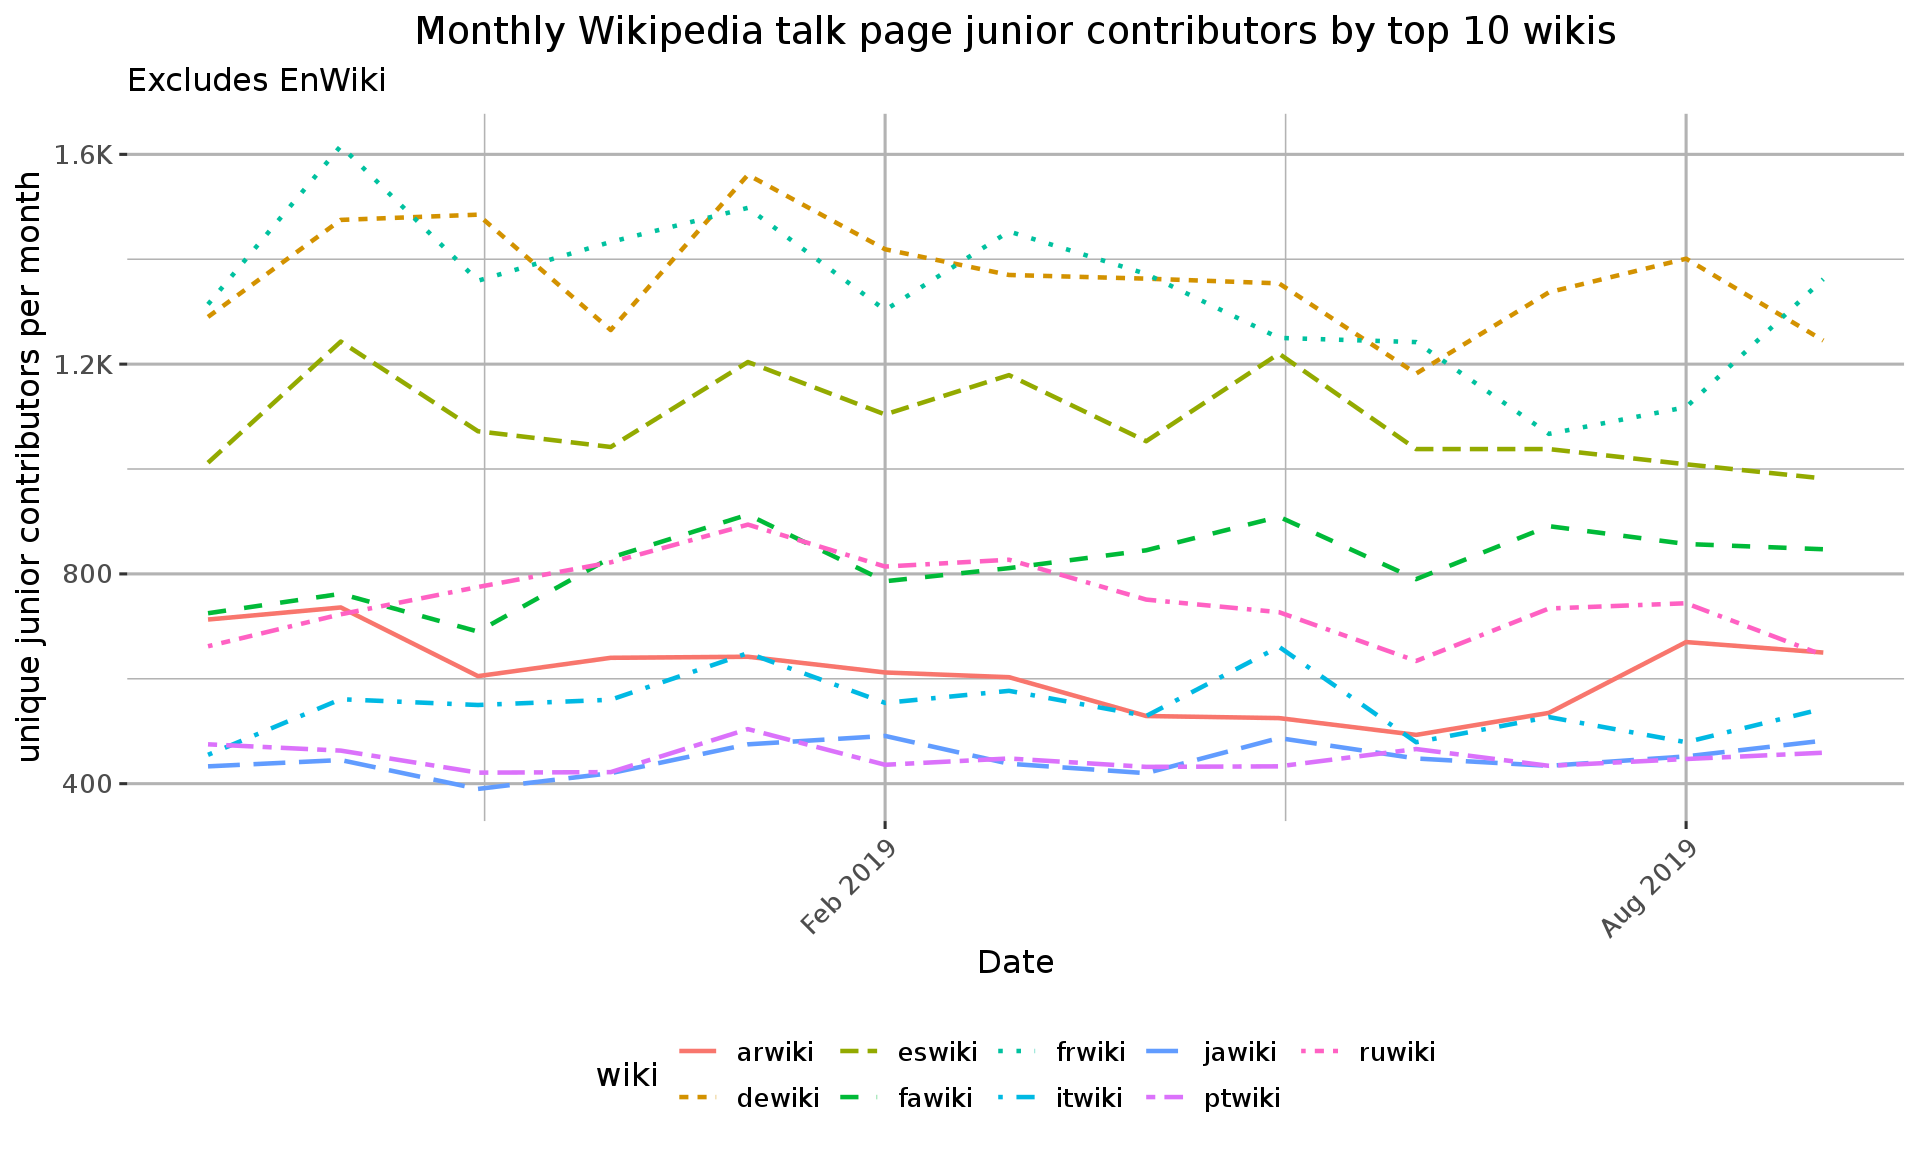 Monthly Wikipedia talk page junior contributors by top 10 wikis
Excludes EnWiki
unique junior contributors per month
1.6K
1.2K
800
400
Feb 2019
Aug 2019
Date
wiki
arwiki
eswiki
frwiki
jawiki
ruwiki
dewiki
fawiki
itwiki
ptwiki